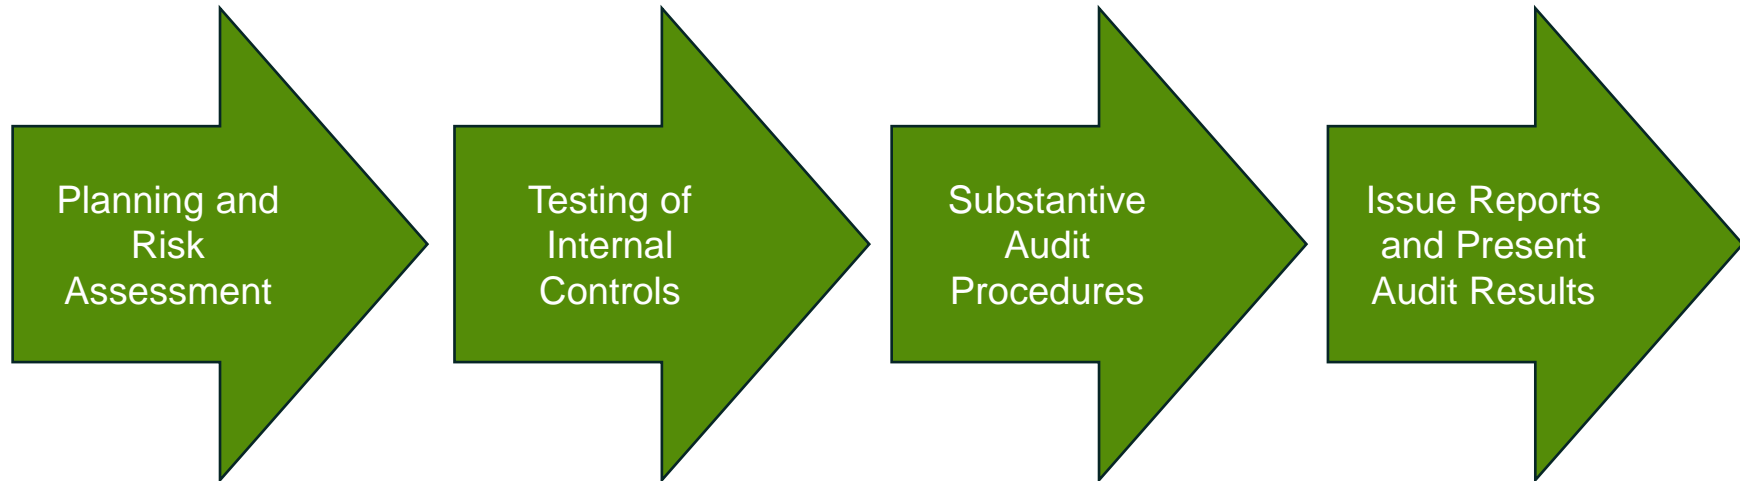 Planning and
Risk
Assessment
Testing of
Internal
Controls
Substantive
Audit
Procedures
Issue Reports
and Present
Audit Results